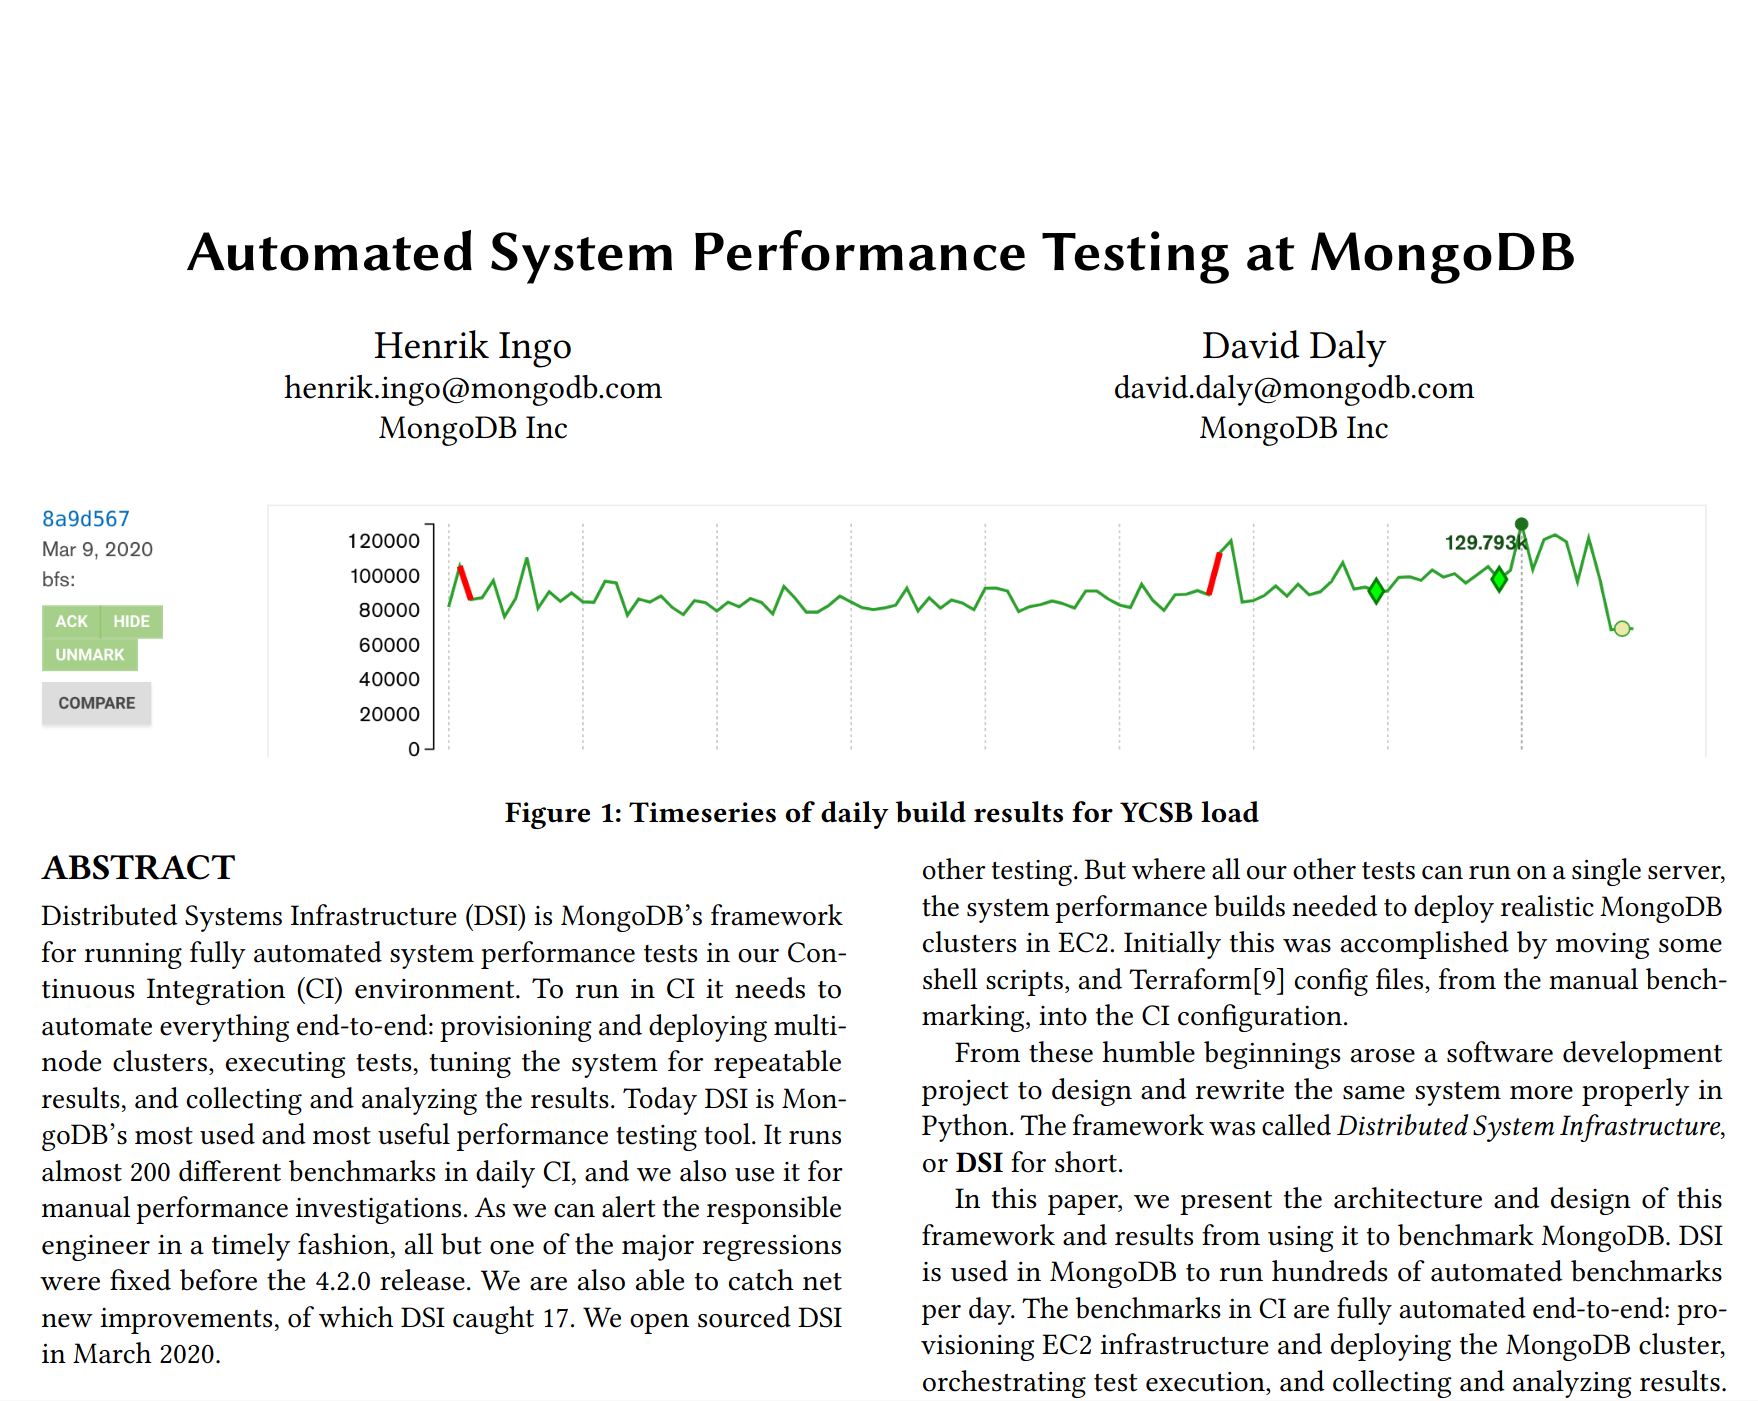 Automated System Performance Testing at MongoDB
Henrik Ingo
henrik.ingo@mongodb.com
MongoDB Inc
David Daly
david.daly@mongodb.com
MongoDB Inc
8a9d567
Mar 9, 2020
bfs:
ACK HIDE
UNMARK
COMPARE
120000
100000
80000
60000
40000
20000
0
129.793k
Figure 1: Timeseries of daily build results for YCSB load
ABSTRACT
Distributed Systems Infrastructure (DSI) is MongoDB's framework
for running fully automated system performance tests in our Con-
tinuous Integration (CI) environment. To run in CI it needs to
automate everything end-to-end: provisioning and deploying multi-
node clusters, executing tests, tuning the system for repeatable
results, and collecting and analyzing the results. Today DSI is Mon-
goDB's most used and most useful performance testing tool. It runs
almost 200 different benchmarks in daily CI, and we also use it for
manual performance investigations. As we can alert the responsible
engineer in a timely fashion, all but one of the major regressions
were fixed before the 4.2.0 release. We are also able to catch net
new improvements, of which DSI caught 17. We open sourced DSI
in March 2020.
other testing. But where all our other tests can run on a single server,
the system performance builds needed to deploy realistic MongoDB
clusters in EC2. Initially this was accomplished by moving some
shell scripts, and Terraform[9] config files, from the manual bench-
marking, into the CI configuration.
From these humble beginnings arose a software development
project to design and rewrite the same system more properly in
Python. The framework was called Distributed System Infrastructure,
or DSI for short.
In this paper, we present the architecture and design of this
framework and results from using it to benchmark MongoDB. DSI
is used in MongoDB to run hundreds of automated benchmarks
per day. The benchmarks in CI are fully automated end-to-end: pro-
visioning EC2 infrastructure and deploying the MongoDB cluster,
orchestrating test execution, and collecting and analyzing results.